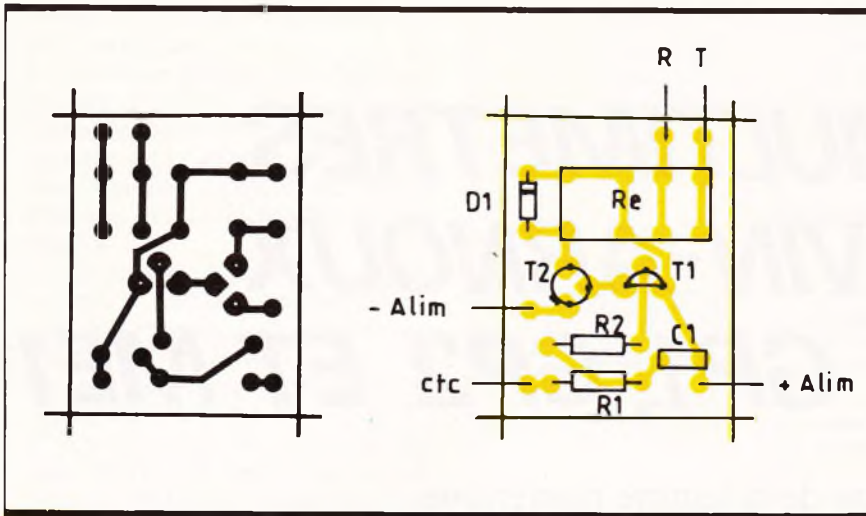 R T
D1
Re
T2
T1
- Alim
R2
C1
ctc
+ Alim
R1